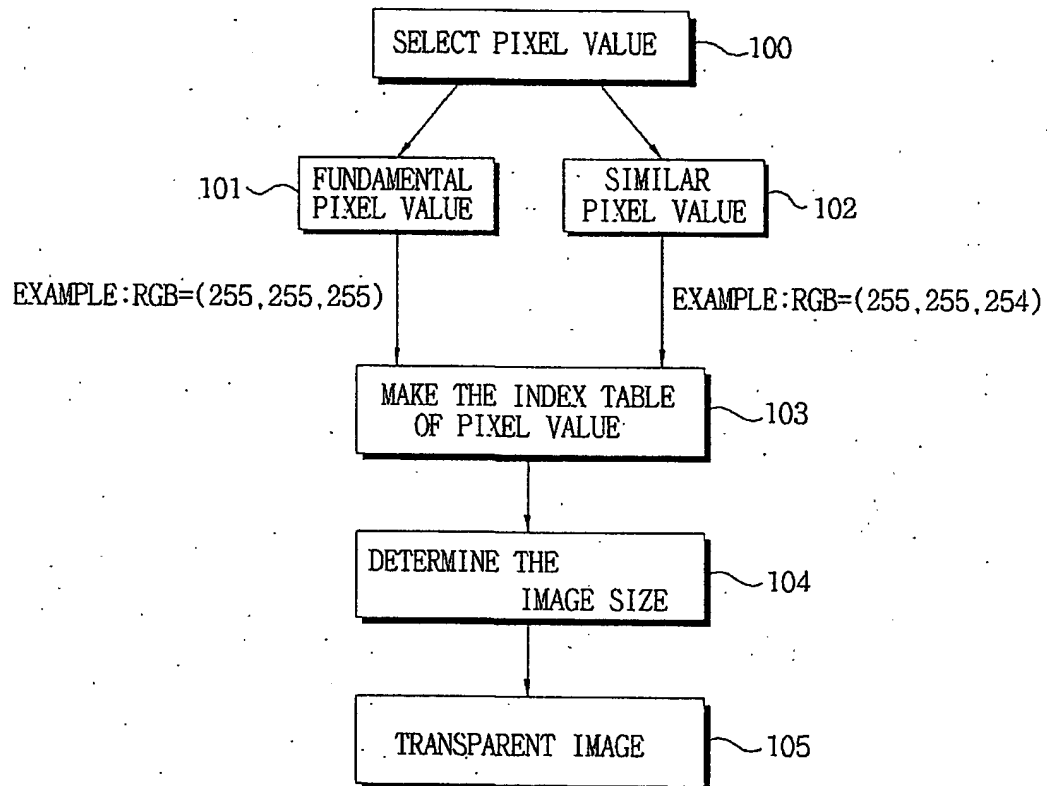 SELECT PIXEL VALUE
100
101
FUNDAMENTAL
PIXEL VALUE
SIMILAR
PIXEL VALUE
102
EXAMPLE:RGB=(255,255,255)
EXAMPLE:RGB=(255,255,254)
MAKE THE INDEX TABLE
OF PIXEL VALUE
103
DETERMINE THE
IMAGE SIZE
104
TRANSPARENT IMAGE
105